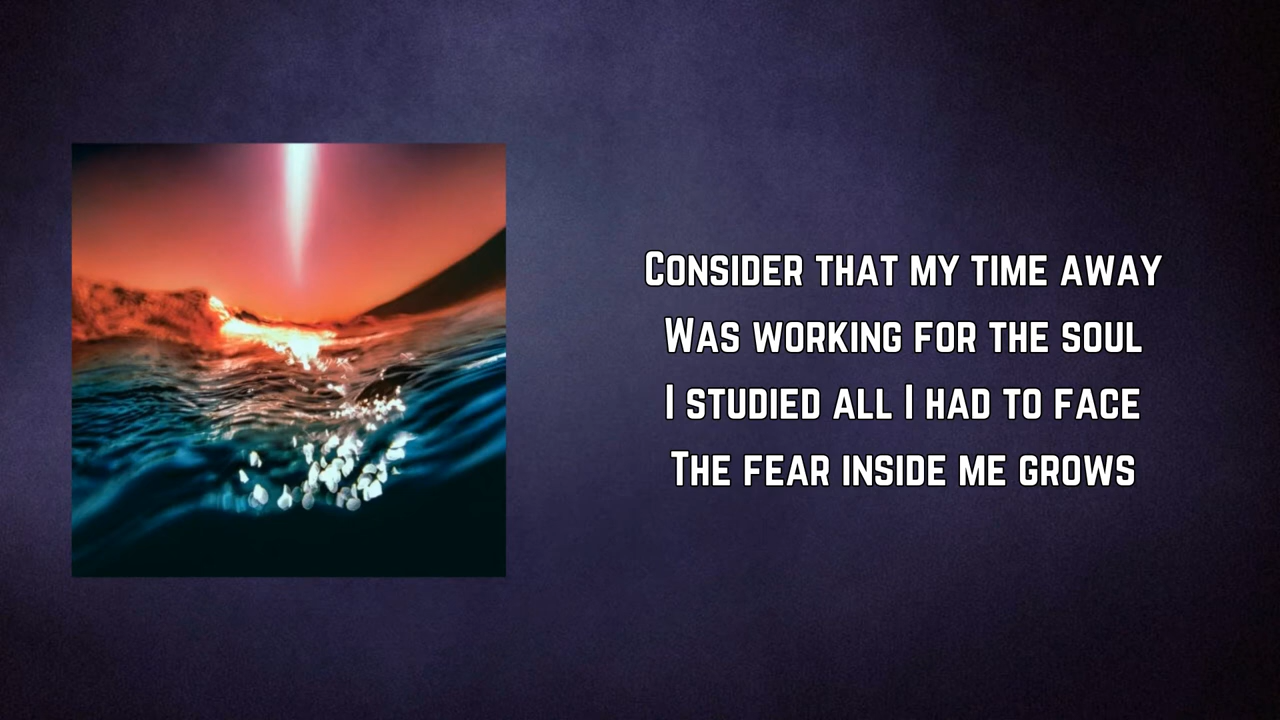 Consider that my time away
Was working for the soul
I studied all I had to face
The fear inside me grows